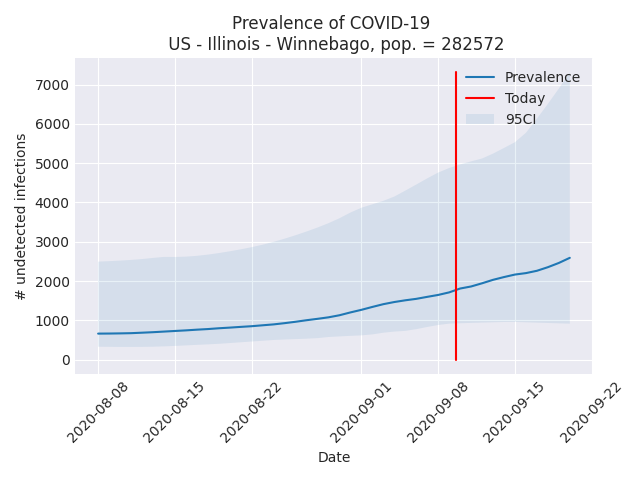 Prevalence of COVID-19
US - Illinois - Winnebago, pop. = 282572
Prevalence
Today
95CI
# undetected infections
7000
6000
5000
4000
3000
2000
1000
0
2020-08-08
2020-08-15
2020-08-22
2020-09-01
2020-09-08
2020-09-15
2020-09-22
Date